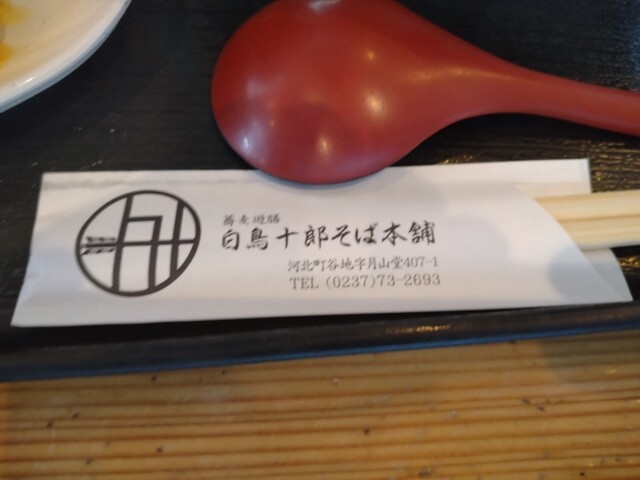 蕎麦遊膳
白鳥十郎そば本舗
河北町谷地字月山堂407-1
TEL (0237)73-2693